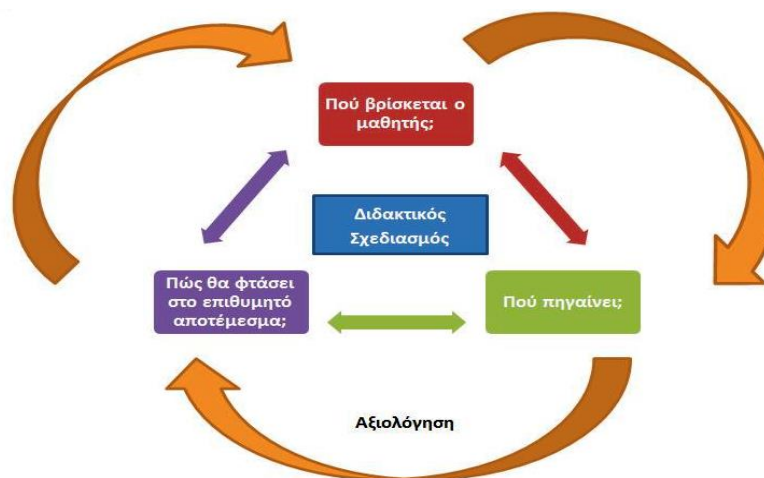 Πού βρίσκεται ο
μαθητής;
Διδακτικός
Σχεδιασμός
Πώς θα φτάσει
στο επιθυμητό
αποτέμεσμα;
Πού πηγαίνει;
Αξιολόγηση